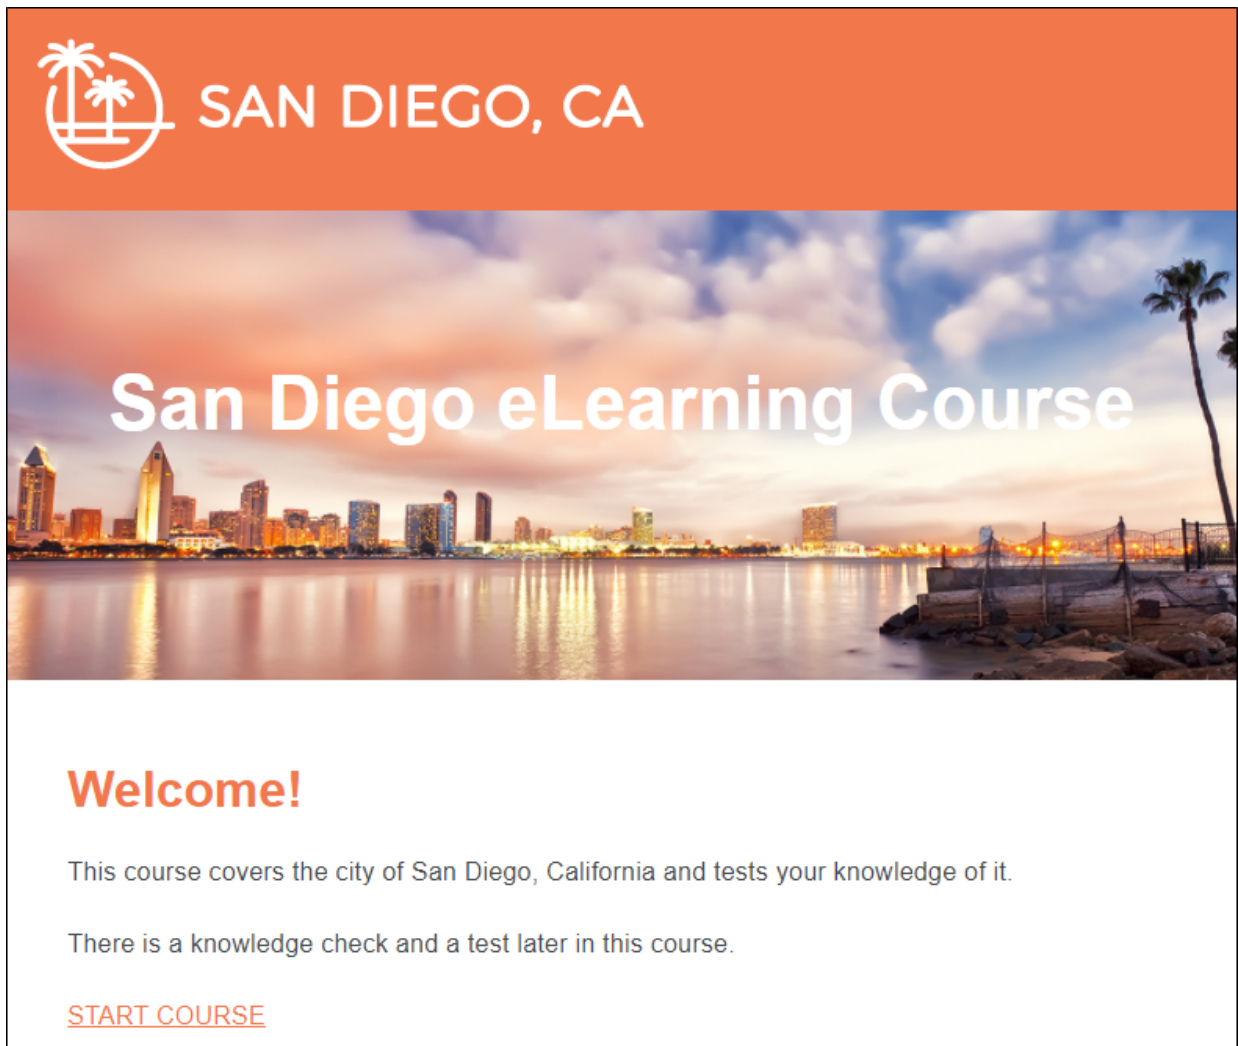 SAN DIEGO, CA
San Diego eLearning Course
Welcome!
This course covers the city of San Diego, California and tests your knowledge of it.
There is a knowledge check and a test later in this course.
START COURSE